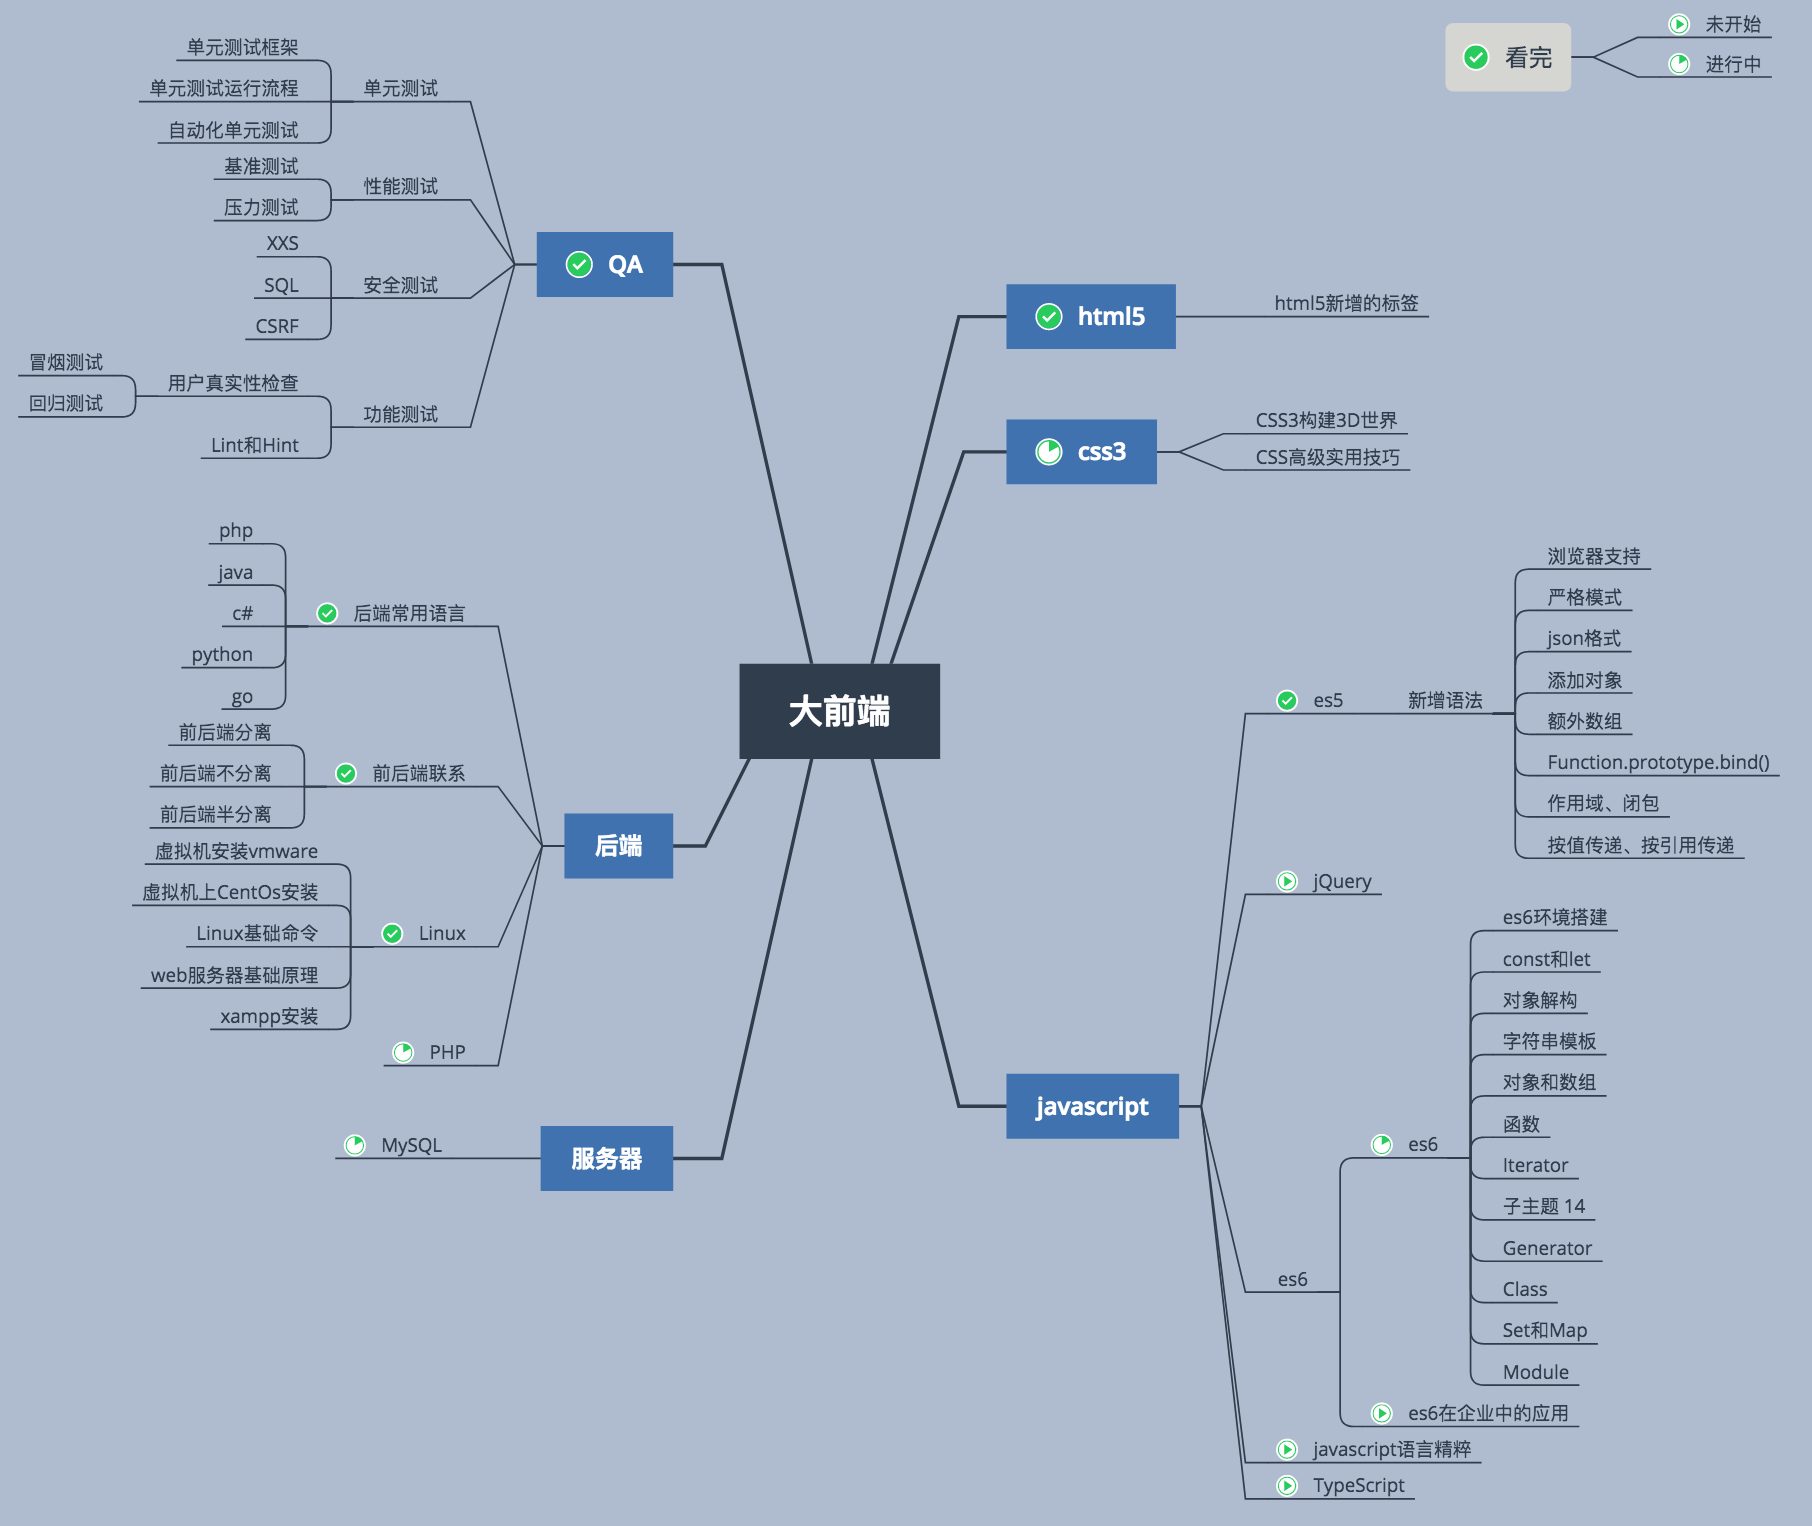 看完
未开始
进行中
大前端
QA
单元测试
单元测试框架
单元测试运行流程
自动化单元测试
性能测试
基准测试
压力测试
安全测试
XXS
SQL
CSRF
功能测试
用户真实性检查
冒烟测试
回归测试
Lint和Hint
后端
后端常用语言
php
java
c#
python
go
前后端联系
前后端分离
前后端不分离
前后端半分离
Linux
虚拟机安装vmware
虚拟机上CentOs安装
Linux基础命令
web服务器基础原理
xampp安装
PHP
服务器
MySQL
html5
html5新增的标签
css3
CSS3构建3D世界
CSS高级实用技巧
javascript
es5
新增语法
浏览器支持
严格模式
json格式
添加对象
额外数组
Function.prototype.bind()
作用域、闭包
按值传递、按引用传递
jQuery
es6
es6
es6环境搭建
const和let
对象解构
字符串模板
对象和数组
函数
Iterator
子主题 14
Generator
Class
Set和Map
Module
es6在企业中的应用
javascript语言精粹
TypeScript